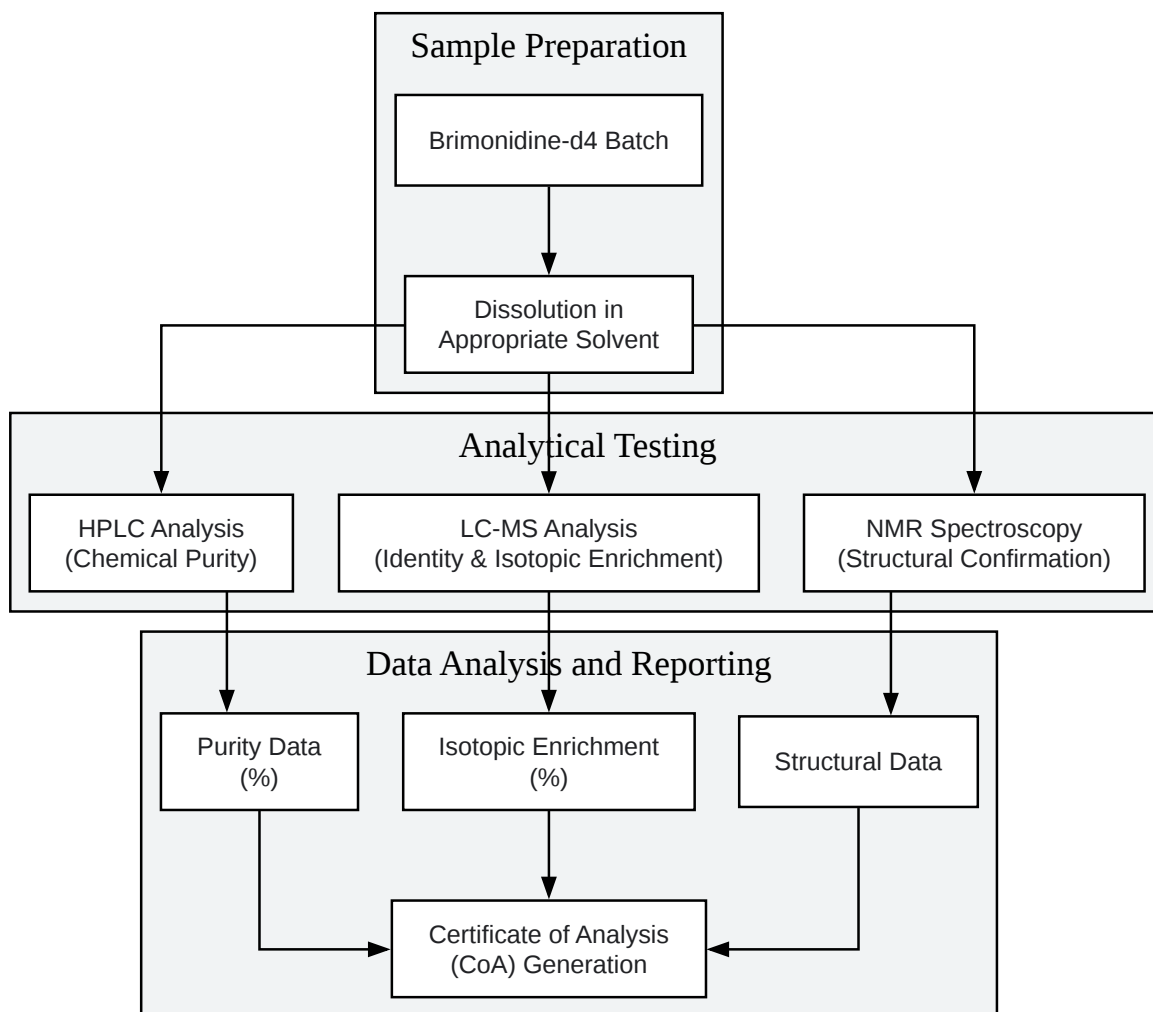 Sample Preparation
Brimonidine-d4 Batch
Dissolution in
Appropriate Solvent
Analytical Testing
HPLC Analysis
(Chemical Purity)
LC-MS Analysis
(Identity & Isotopic Enrichment)
NMR Spectroscopy
(Structural Confirmation)
Data Analysis and Reporting
Purity Data
(%)
Isotopic Enrichment
(%)
Structural Data
Certificate of Analysis
(CoA) Generation